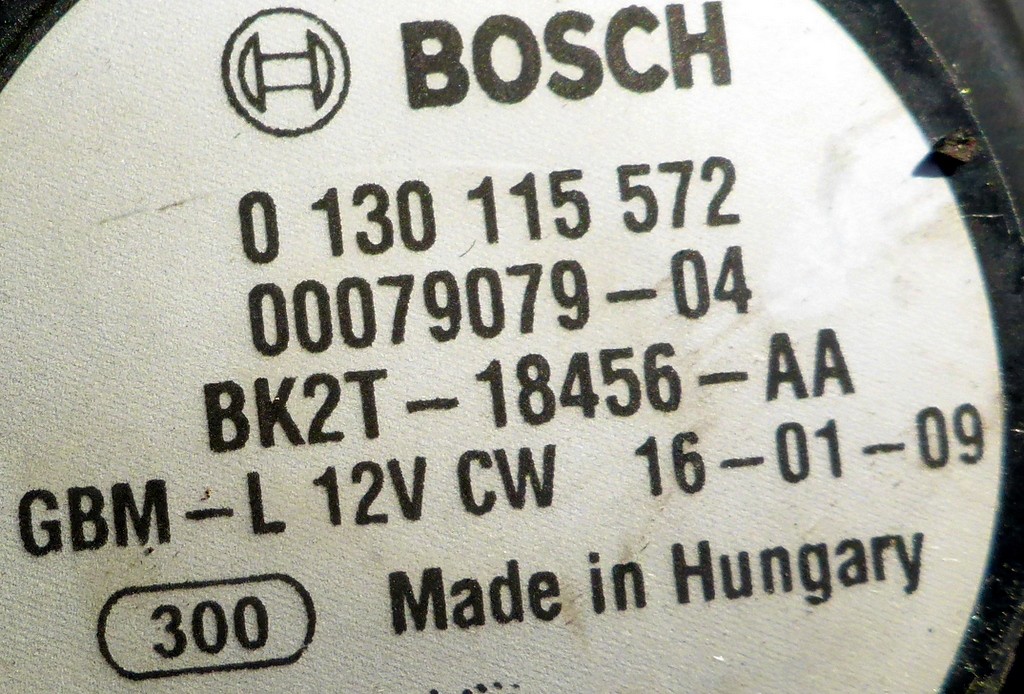 BOSCH
0 130 115 572
00079079-04
BK2T-18456-AA
GBM-L 12V CW 16-01-09
300 Made in Hungary